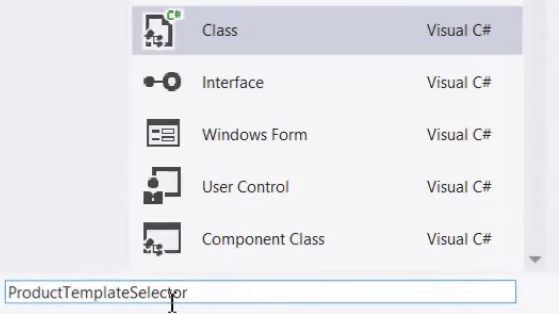 C#
Class Visual C#
Interface Visual C#
Windows Form Visual C#
User Control Visual C#
Component Class Visual C#
ProductTemplateSelector